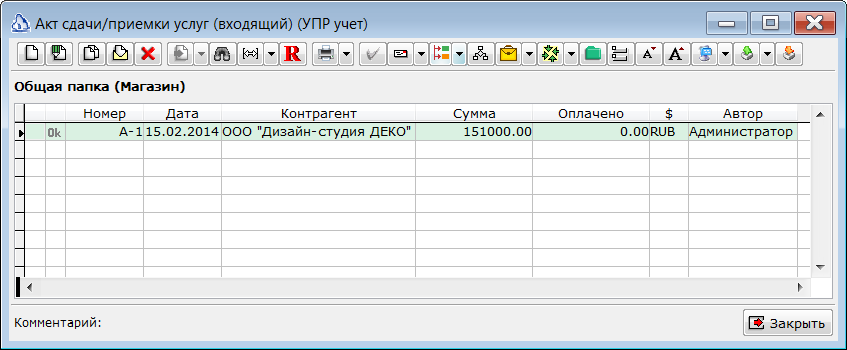 Акт сдачи/приемки услуг (входящий) (УПР учет)
R A A
Общая папка (Магазин)
Номер Дата Контрагент Сумма Оплачено $ Автор
Ok А-1 15.02.2014 ООО "Дизайн-студия ДЕКО" 151000.00 0.00 RUB Администратор
Комментарий: Закрыть